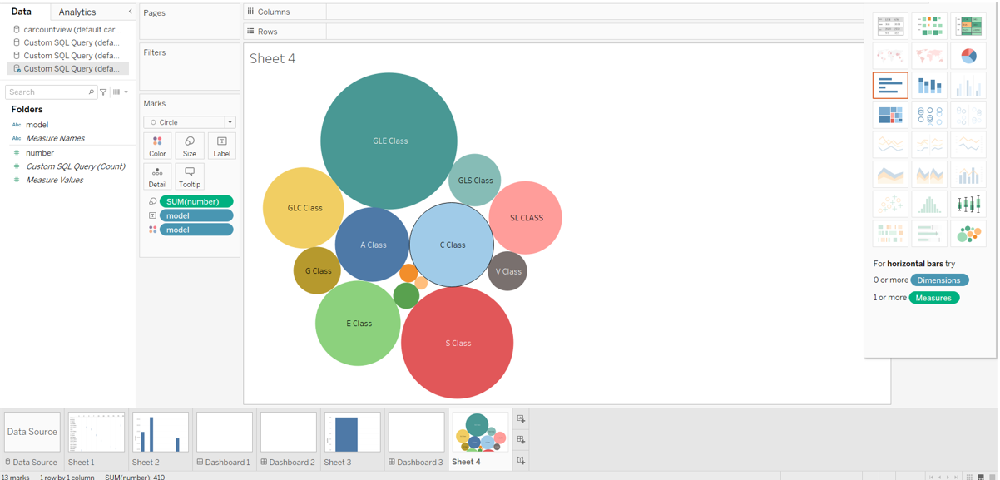 Data
Analytics
Pages
Columns
carcountview (default.car...
Custom SQL Query (defa...
Custom SQL Query (defa...
Custom SQL Query (defa...
Rows
Filters
Sheet 4
Search
Folders
Abc model
Abc Measure Names
number
Custom SQL Query (Count)
Measure Values
Marks
Circle
Color
Size
Label
Detail
Tooltip
SUM(number)
model
model
GLE Class
GLS Class
GLC Class
SL CLASS
A Class
C Class
G Class
V Class
E Class
S Class
For horizontal bars try
0 or more Dimensions
1 or more Measures
Data Source
Data Source
Sheet 1
Sheet 2
Dashboard 1
Dashboard 2
Sheet 3
Dashboard 3
Sheet 4
13 marks
1 row by 1 column
SUM(number): 410